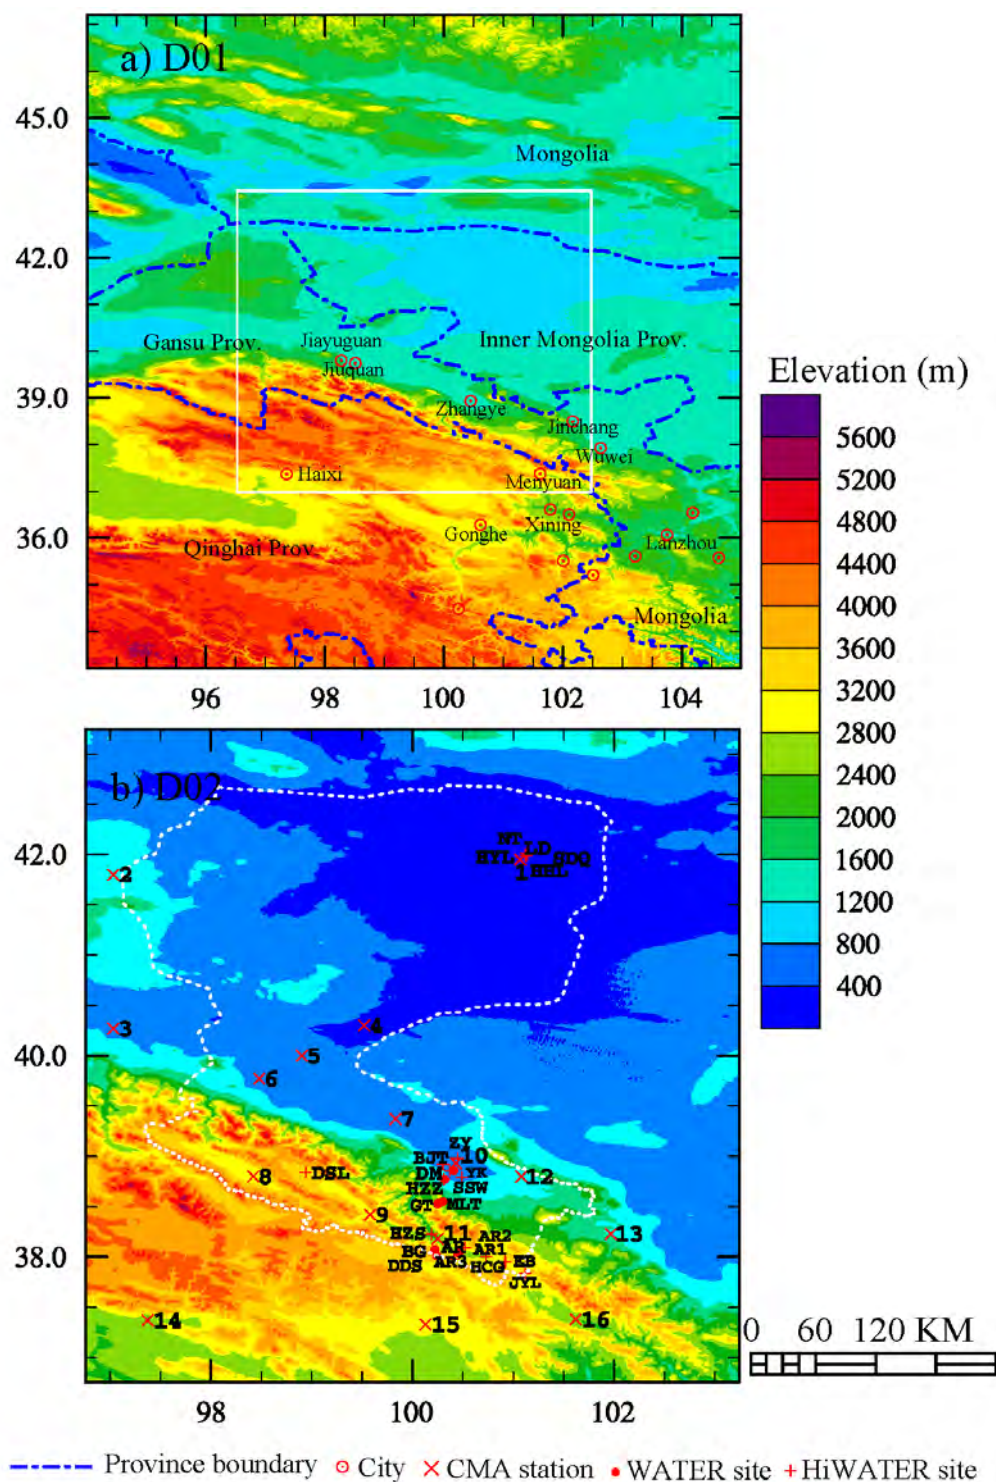 a) D01
45.0
Mongolia
42.0
Jiayuguan
Gansu Prov.
Inner Mongolia Prov.
Jiuquan
39.0
Zhangye
Jinchang
Wuwei
Haixi
Menyuan
Xining
Gonghe
36.0
Qinghai Prov.
Lanzhou
Mongolia
96 98 100 102 104
Elevation (m)
5600
5200
4800
4400
4000
3600
3200
2800
2400
2000
1600
1200
800
400
b) D02
NT
LD
42.0
HYL
SDQ
1
HHL
2
3
4
40.0
5
6
7
ZY
BJT
10
8
DSL
DM
YK
12
HZZ
SSW
GT
MLT
9
HZS
11
AR2
13
BG
AR
AR1
38.0
DDS
AR3
HCG
EB
JYL
14
15
16
98 100 102
0 60 120 KM
Province boundary City CMA station WATER site HiWATER site